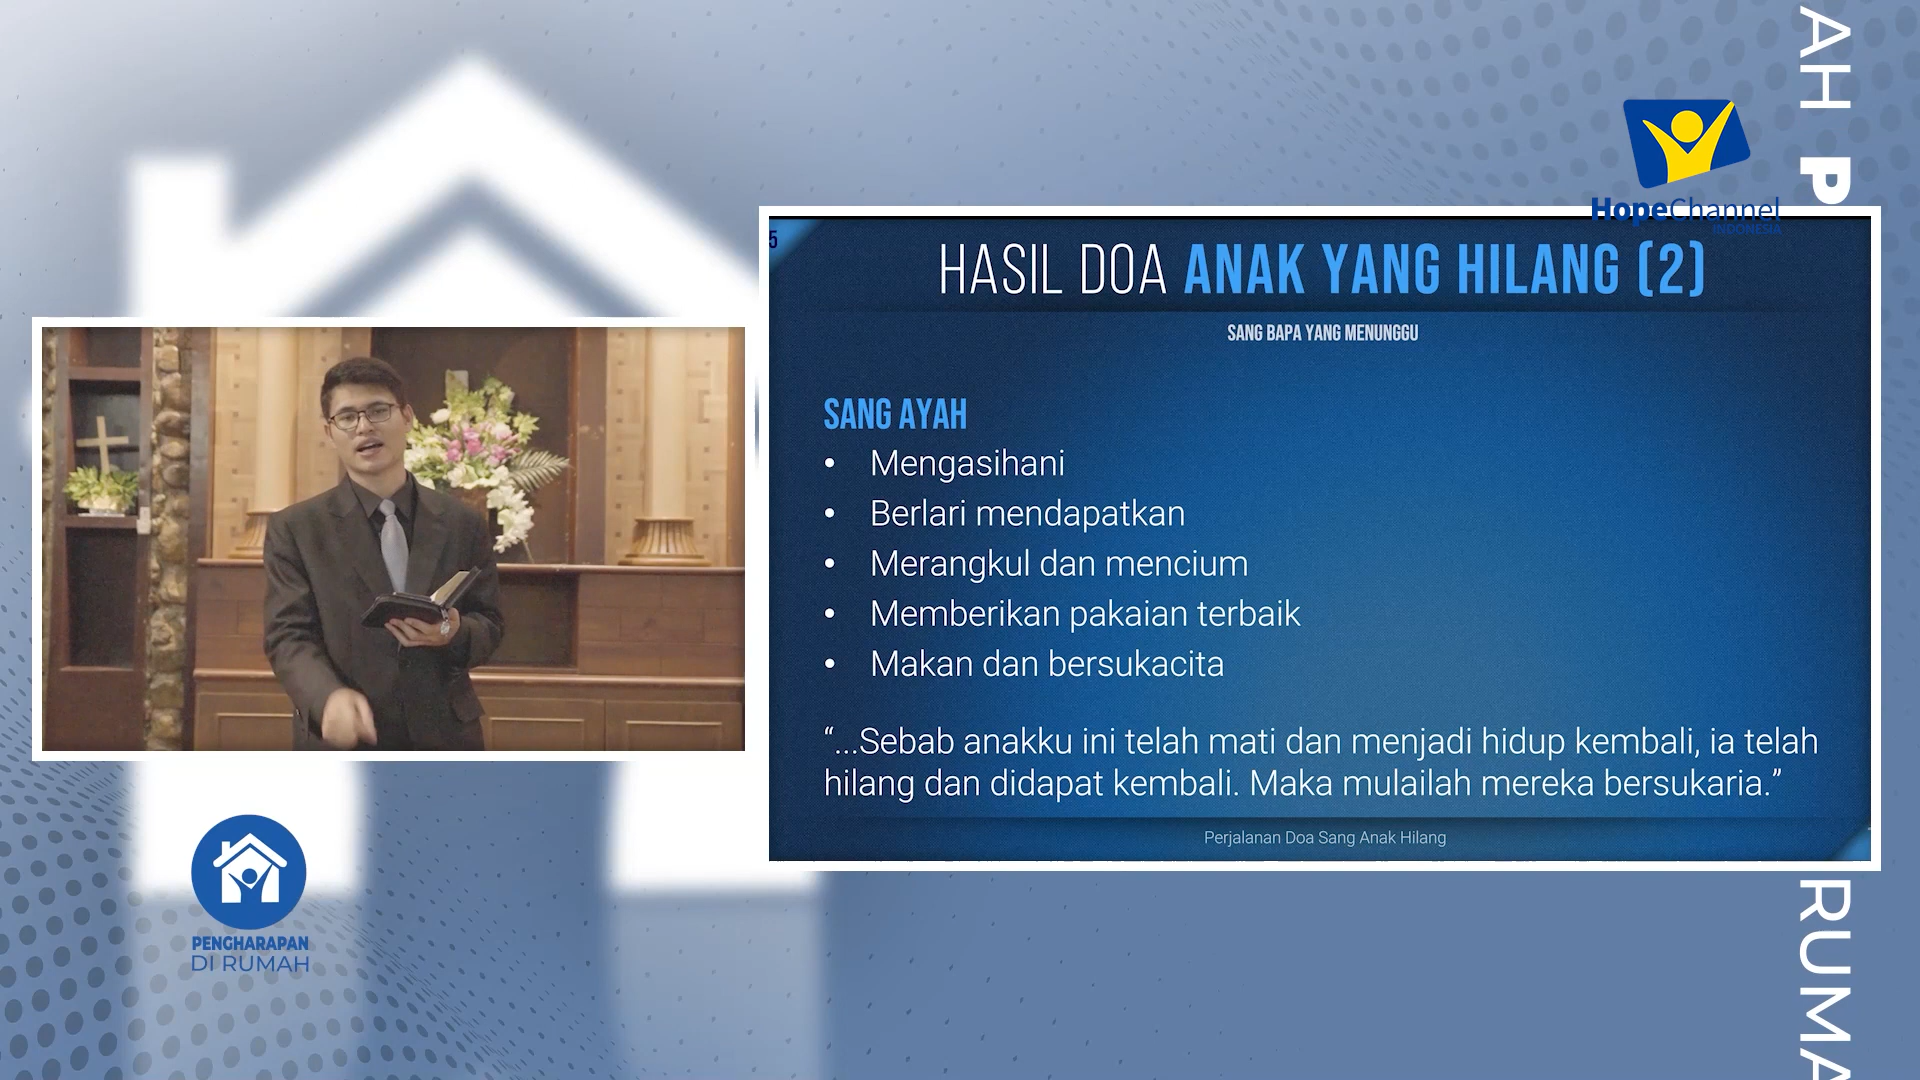 AH P
HopeChannel
INDONESIA
5
HASIL DOA ANAK YANG HILANG (2)
SANG BAPA YANG MENUNGGU
SANG AYAH
• Mengasihani
• Berlari mendapatkan
• Merangkul dan mencium
• Memberikan pakaian terbaik
• Makan dan bersukacita
“...Sebab anakku ini telah mati dan menjadi hidup kembali, ia telah
hilang dan didapat kembali. Maka mulailah mereka bersukaria.”
Perjalanan Doa Sang Anak Hilang
PENGHARAPAN
DI RUMAH
RUMA